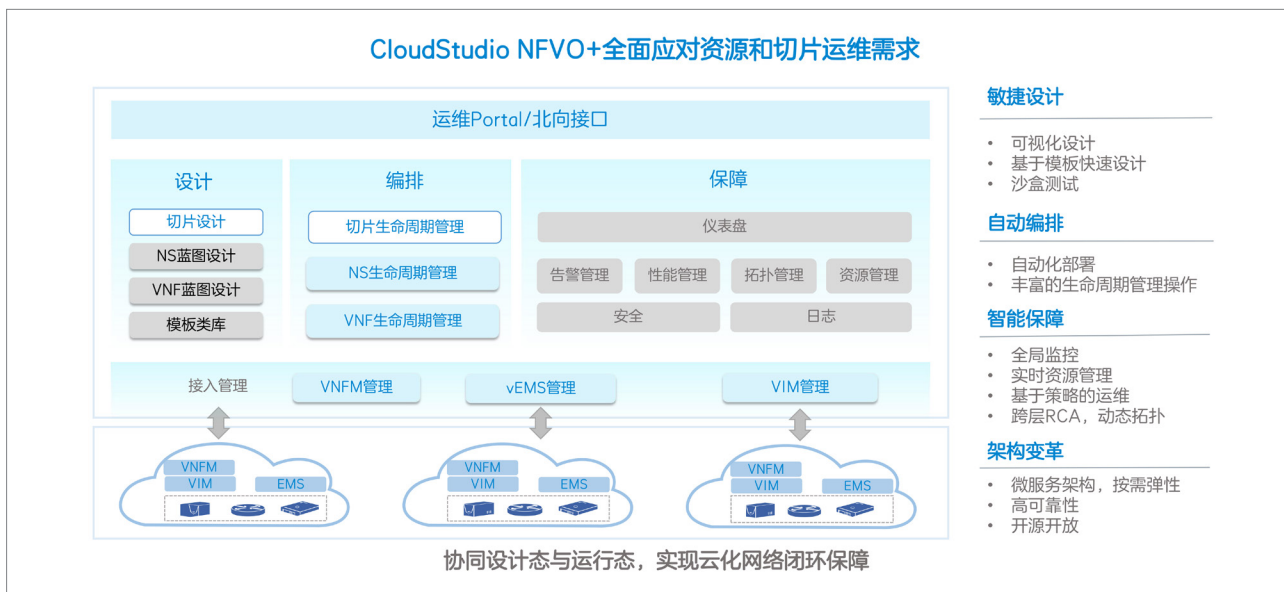 CloudStudio NFVO+全面应对资源和切片运维需求
运维Portal/北向接口
设计
切片设计
NS蓝图设计
VNF蓝图设计
模板类库
编排
切片生命周期管理
NS生命周期管理
VNF生命周期管理
保障
仪表盘
告警管理 性能管理 拓扑管理 资源管理
安全 日志
接入管理 VNFM管理 vEMS管理 VIM管理
VNFM
VIM EMS
VNFM
VIM EMS
VNFM
VIM EMS
协同设计态与运行态，实现云化网络闭环保障
敏捷设计
• 可视化设计
• 基于模板快速设计
• 沙盒测试
自动编排
• 自动化部署
• 丰富的生命周期管理操作
智能保障
• 全局监控
• 实时资源管理
• 基于策略的运维
• 跨层RCA，动态拓扑
架构变革
• 微服务架构，按需弹性
• 高可靠性
• 开源开放